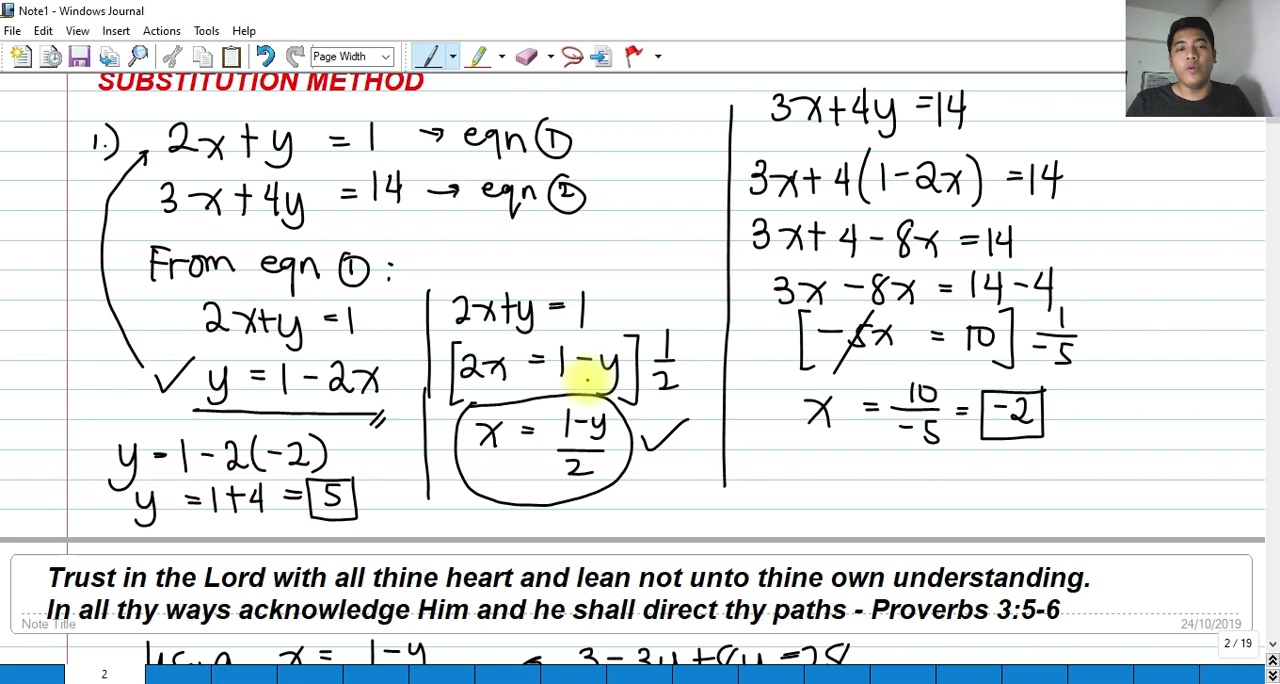 Note1 - Windows Journal
File Edit View Insert Actions Tools Help
Page Width
SUBSTITUTION METHOD
1.) 2x + y = 1 → eqn ①
3x + 4y = 14 → eqn ②
From eqn ① :
2x+y = 1
✓ y = 1 - 2x
y = 1 - 2(-2)
y = 1+4 = 5
2x+y = 1
[2x = 1-y] 1/2
x = 1-y/2 ✓
3x+4y = 14
3x+4(1-2x) = 14
3x+4-8x = 14
3x-8x = 14-4
[-5x = 10] 1/-5
x = 10/-5 = -2
Trust in the Lord with all thine heart and lean not unto thine own understanding.
In all thy ways acknowledge Him and he shall direct thy paths - Proverbs 3:5-6
Note Title
24/10/2019
2 / 19
x = 1-y
3-3y+8y = 28
2